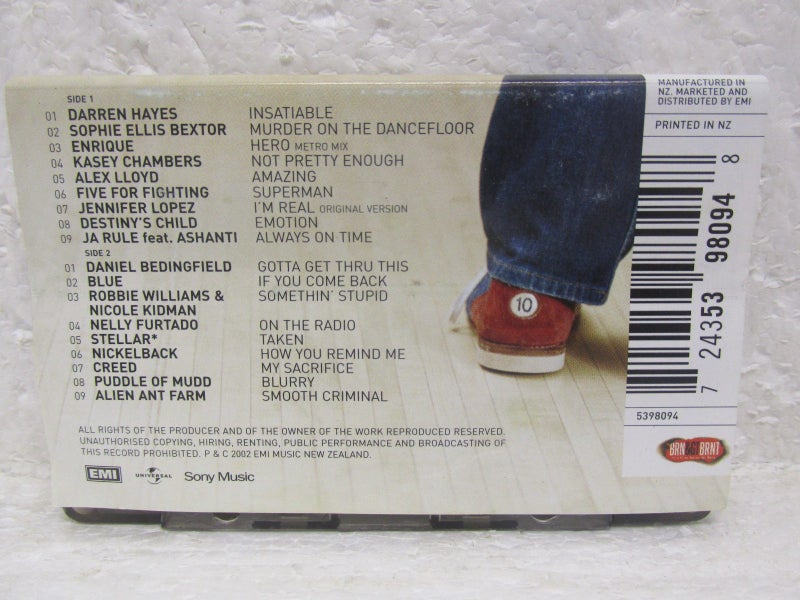 SIDE 1
01 DARREN HAYES INSATIABLE
02 SOPHIE ELLIS BEXTOR MURDER ON THE DANCEFLOOR
03 ENRIQUE HERO METRO MIX
04 KASEY CHAMBERS NOT PRETTY ENOUGH
05 ALEX LLOYD AMAZING
06 FIVE FOR FIGHTING SUPERMAN
07 JENNIFER LOPEZ I'M REAL ORIGINAL VERSION
08 DESTINY'S CHILD EMOTION
09 JA RULE feat. ASHANTI ALWAYS ON TIME
SIDE 2
01 DANIEL BEDINGFIELD GOTTA GET THRU THIS
02 BLUE IF YOU COME BACK
03 ROBBIE WILLIAMS & SOMETHIN' STUPID
NICOLE KIDMAN
04 NELLY FURTADO ON THE RADIO
05 STELLAR* TAKEN
06 NICKELBACK HOW YOU REMIND ME
07 CREED MY SACRIFICE
08 PUDDLE OF MUDD BLURRY
09 ALIEN ANT FARM SMOOTH CRIMINAL
ALL RIGHTS OF THE PRODUCER AND OF THE OWNER OF THE WORK REPRODUCED RESERVED.
UNAUTHORISED COPYING, HIRING, RENTING, PUBLIC PERFORMANCE AND BROADCASTING OF
THIS RECORD PROHIBITED. P & C 2002 EMI MUSIC NEW ZEALAND.
EMI UNIVERSAL Sony Music
10
MANUFACTURED IN
NZ. MARKETED AND
DISTRIBUTED BY EMI
PRINTED IN NZ
7 24353 98094 8
5398094
BRNT